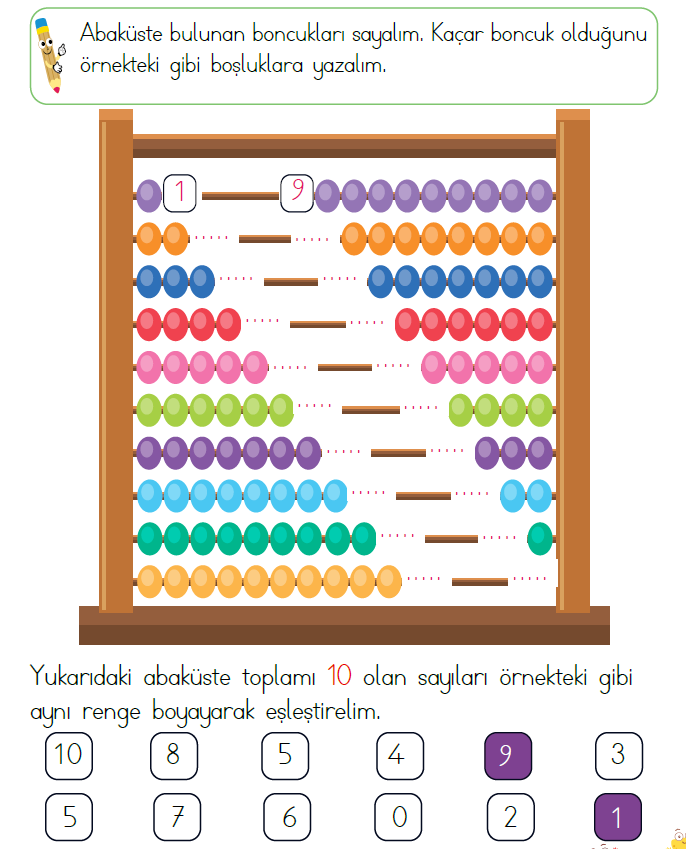 Abaküste bulunan boncukları sayalım. Kaçar boncuk olduğunu
örnekteki gibi boşluklara yazalım.
1 9
Yukarıdaki abaküste toplamı 10 olan sayıları örnekteki gibi
aynı renge boyayarak eşleştirelim.
10 8 5 4 9 3
5 7 6 0 2 1